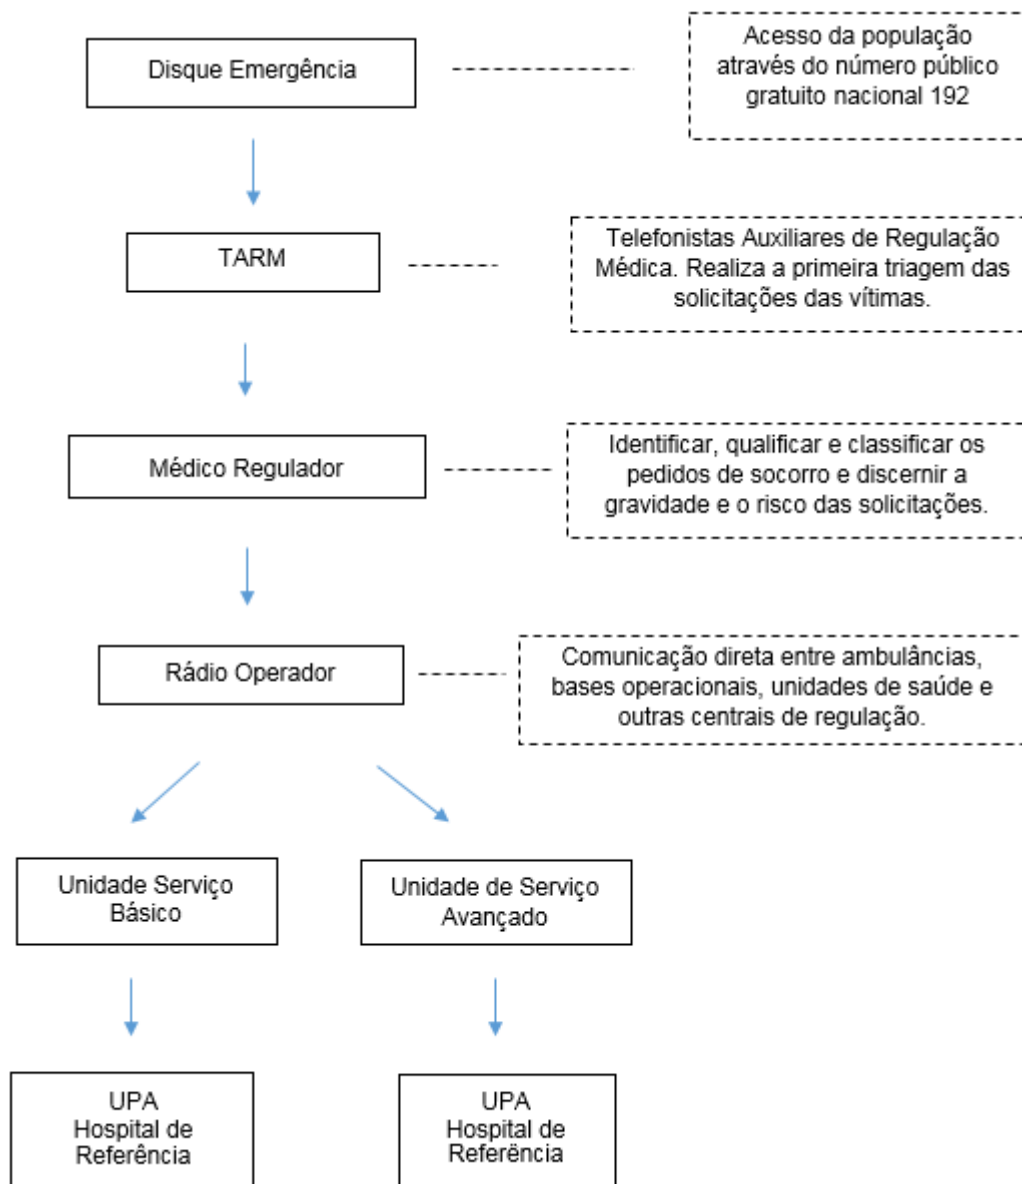 Disque Emergência
Acesso da população
através do número público
gratuito nacional 192
TARM
Telefonistas Auxiliares de Regulação
Médica. Realiza a primeira triagem das
solicitações das vítimas.
Médico Regulador
Identificar, qualificar e classificar os
pedidos de socorro e discernir a
gravidade e o risco das solicitações.
Rádio Operador
Comunicação direta entre ambulâncias,
bases operacionais, unidades de saúde e
outras centrais de regulação.
Unidade Serviço
Básico
Unidade de Serviço
Avançado
UPA
Hospital de
Referência
UPA
Hospital de
Referëncia